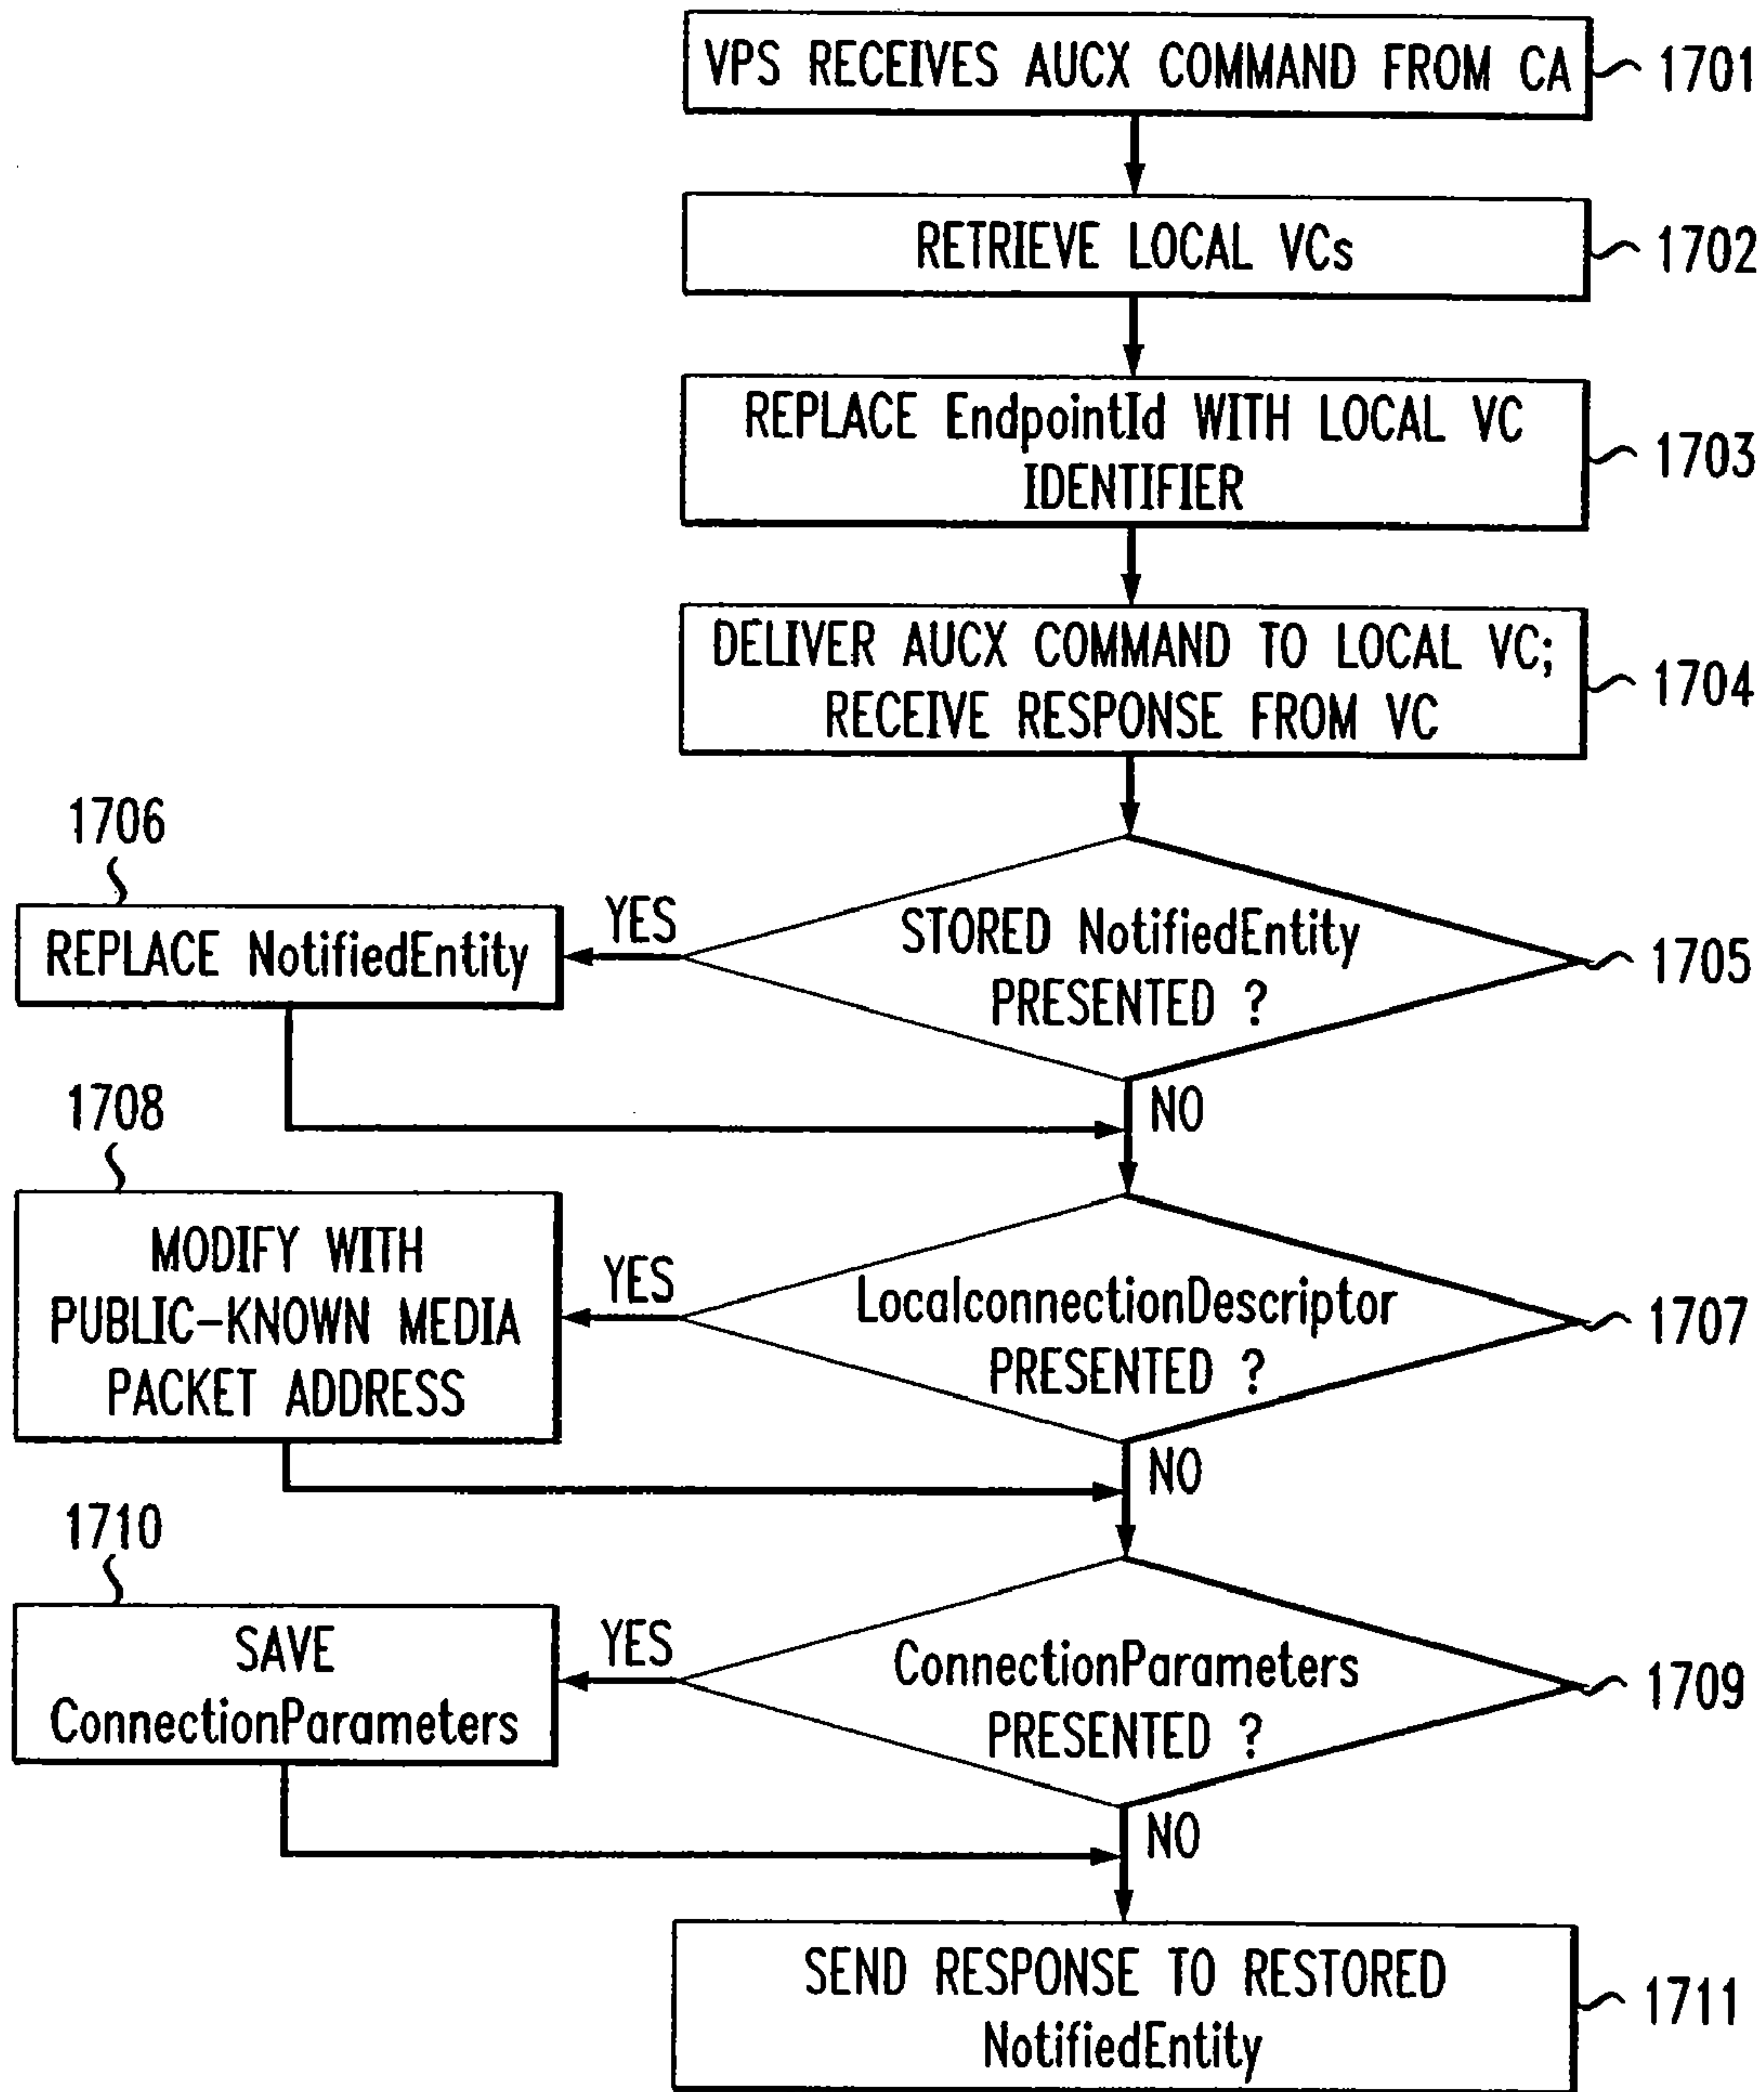 VPS RECEIVES AUCX COMMAND FROM CA
1701
RETRIEVE LOCAL VCs
1702
REPLACE EndpointId WITH LOCAL VC
IDENTIFIER
1703
DELIVER AUCX COMMAND TO LOCAL VC;
RECEIVE RESPONSE FROM VC
1704
1706
REPLACE NotifiedEntity
YES
STORED NotifiedEntity
PRESENTED ?
1705
NO
1708
MODIFY WITH
PUBLIC-KNOWN MEDIA
PACKET ADDRESS
YES
LocalconnectionDescriptor
PRESENTED ?
1707
NO
1710
SAVE
ConnectionParameters
YES
ConnectionParameters
PRESENTED ?
1709
NO
SEND RESPONSE TO RESTORED
NotifiedEntity
1711